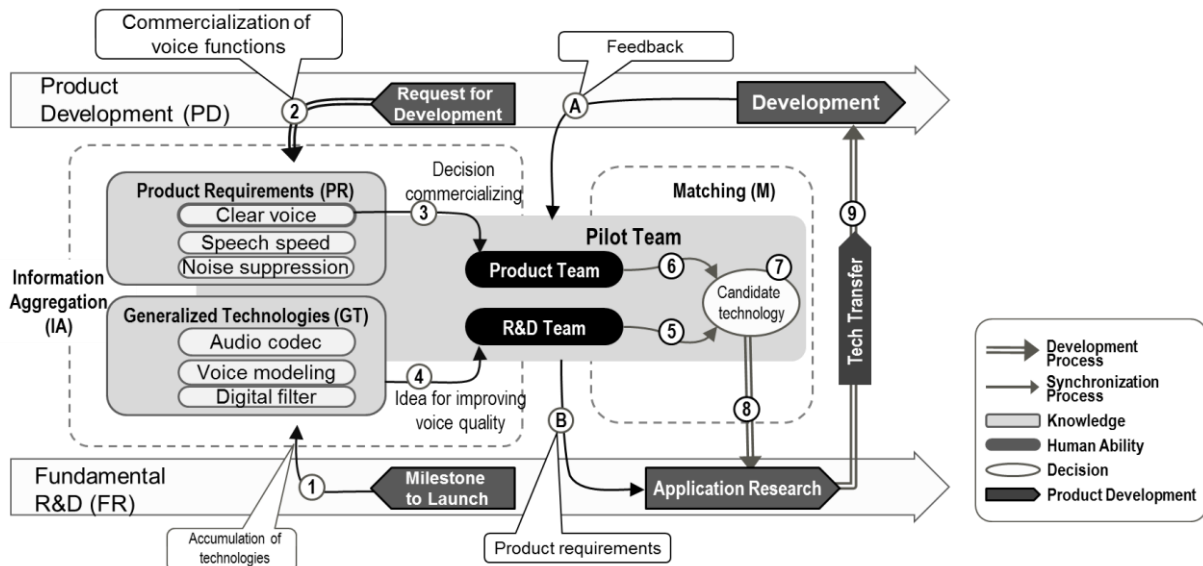 Commercialization of
voice functions
Feedback
Product
Development (PD)
2
Request for
Development
A
Development
Product Requirements (PR)
Clear voice
Speech speed
Noise suppression
Decision
commercializing
3
Matching (M)
Pilot Team
Product Team
6
7
Candidate
technology
9
Information
Aggregation
(IA)
Generalized Technologies (GT)
Audio codec
Voice modeling
Digital filter
R&D Team
5
4
Idea for improving
voice quality
B
8
Tech Transfer
Fundamental
R&D (FR)
1
Milestone
to Launch
Application Research
Accumulation of
technologies
Product requirements
Development
Process
Synchronization
Process
Knowledge
Human Ability
Decision
Product Development